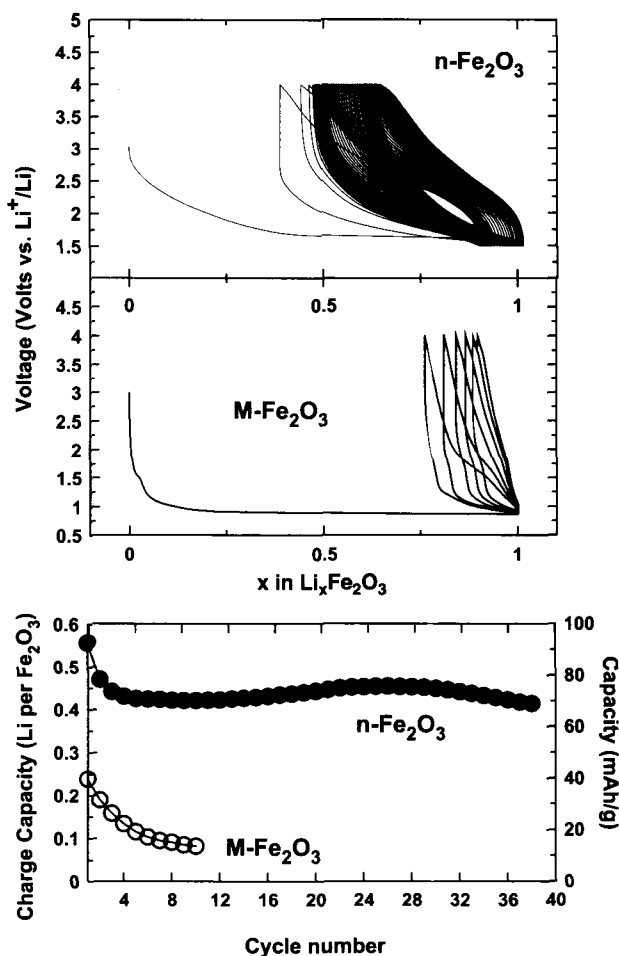 5
n-Fe₂O₃
4.5
4
3.5
3
2.5
2
1.5
Voltage (Volts vs. Li⁺/Li)
0 0.5 1
4
3.5
M-Fe₂O₃
3
2.5
2
1.5
1
0.5
0 0.5 1
x in LiₓFe₂O₃
0.6 100
0.5 80
0.4 60
n-Fe₂O₃
0.3
0.2 40
0.1 20
M-Fe₂O₃
0 0
Charge Capacity (Li per Fe₂O₃)
Capacity (mAh/g)
4 8 12 16 20 24 28 32 36 40
Cycle number